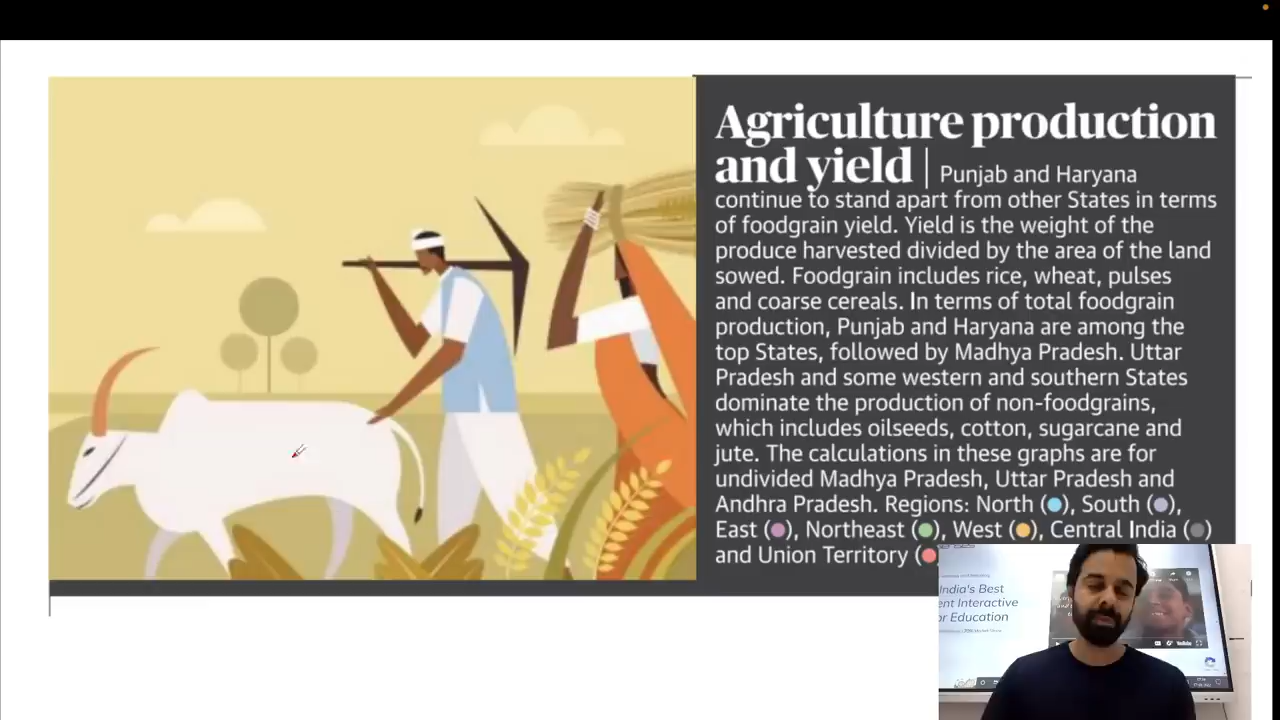 Agriculture production
and yield | Punjab and Haryana
continue to stand apart from other States in terms
of foodgrain yield. Yield is the weight of the
produce harvested divided by the area of the land
sowed. Foodgrain includes rice, wheat, pulses
and coarse cereals. In terms of total foodgrain
production, Punjab and Haryana are among the
top States, followed by Madhya Pradesh. Uttar
Pradesh and some western and southern States
dominate the production of non-foodgrains,
which includes oilseeds, cotton, sugarcane and
jute. The calculations in these graphs are for
undivided Madhya Pradesh, Uttar Pradesh and
Andhra Pradesh. Regions: North (●), South (●),
East (●), Northeast (●), West (●), Central India (●)
and Union Territory (●
India's Best
ent Interactive
or Education